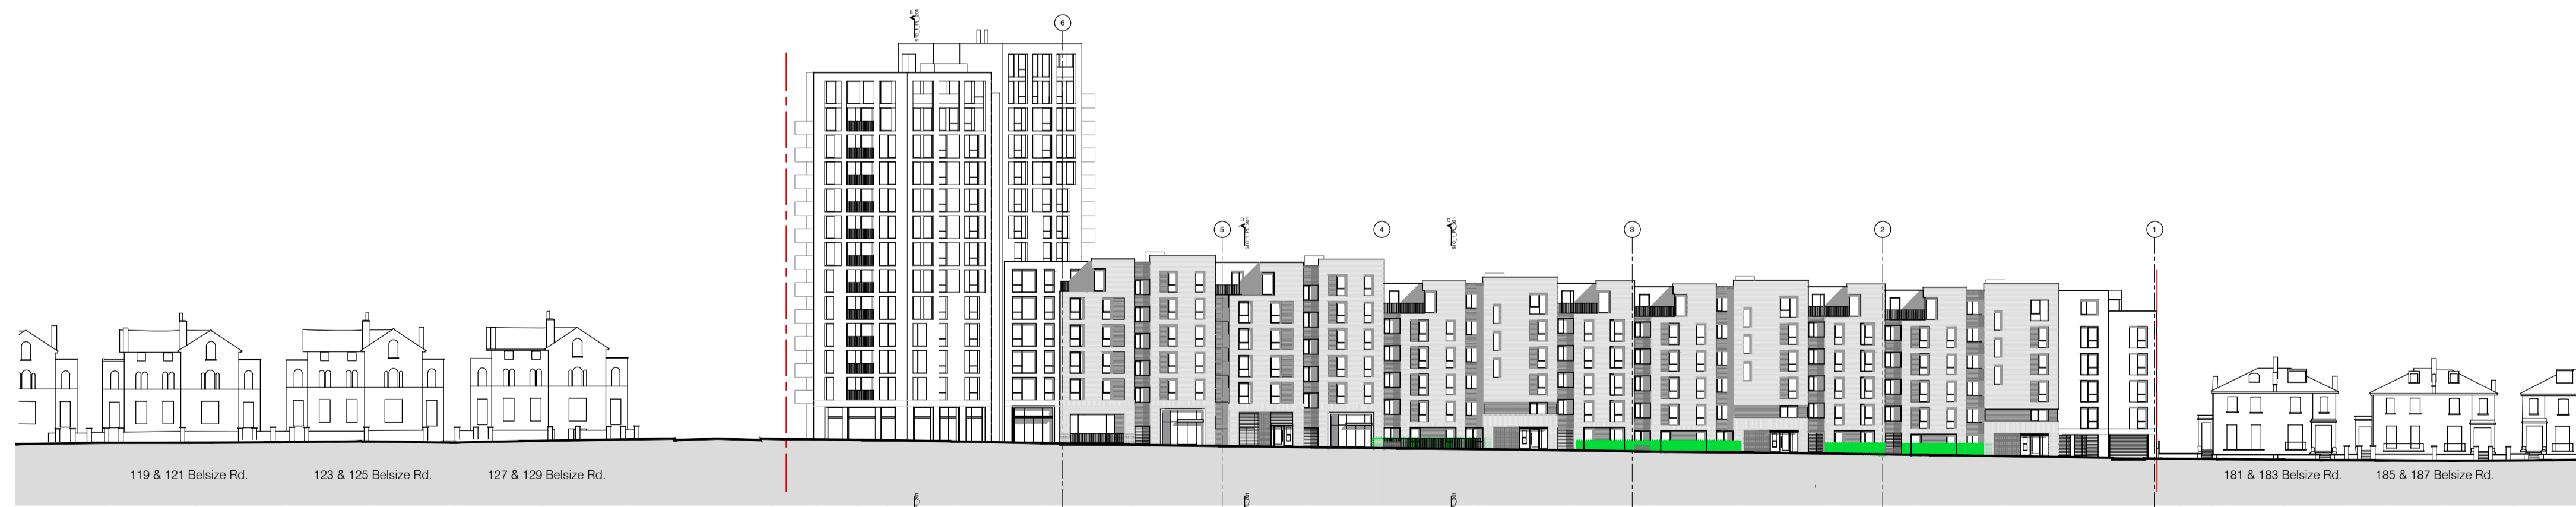 6
5
4
3
2
1
B
D
C
119 & 121 Belsize Rd.
123 & 125 Belsize Rd.
127 & 129 Belsize Rd.
181 & 183 Belsize Rd.
185 & 187 Belsize Rd.